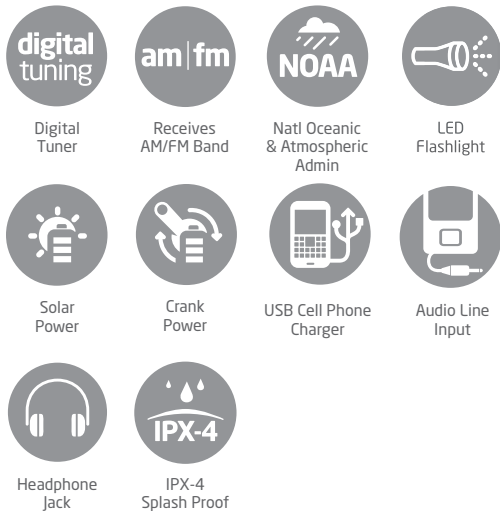 digital
tuning
am|fm
NOAA
Digital
Tuner
Receives
AM/FM Band
Natl Oceanic
& Atmospheric
Admin
LED
Flashlight
Solar
Power
Crank
Power
USB Cell Phone
Charger
Audio Line
Input
IPX-4
Headphone
Jack
IPX-4
Splash Proof